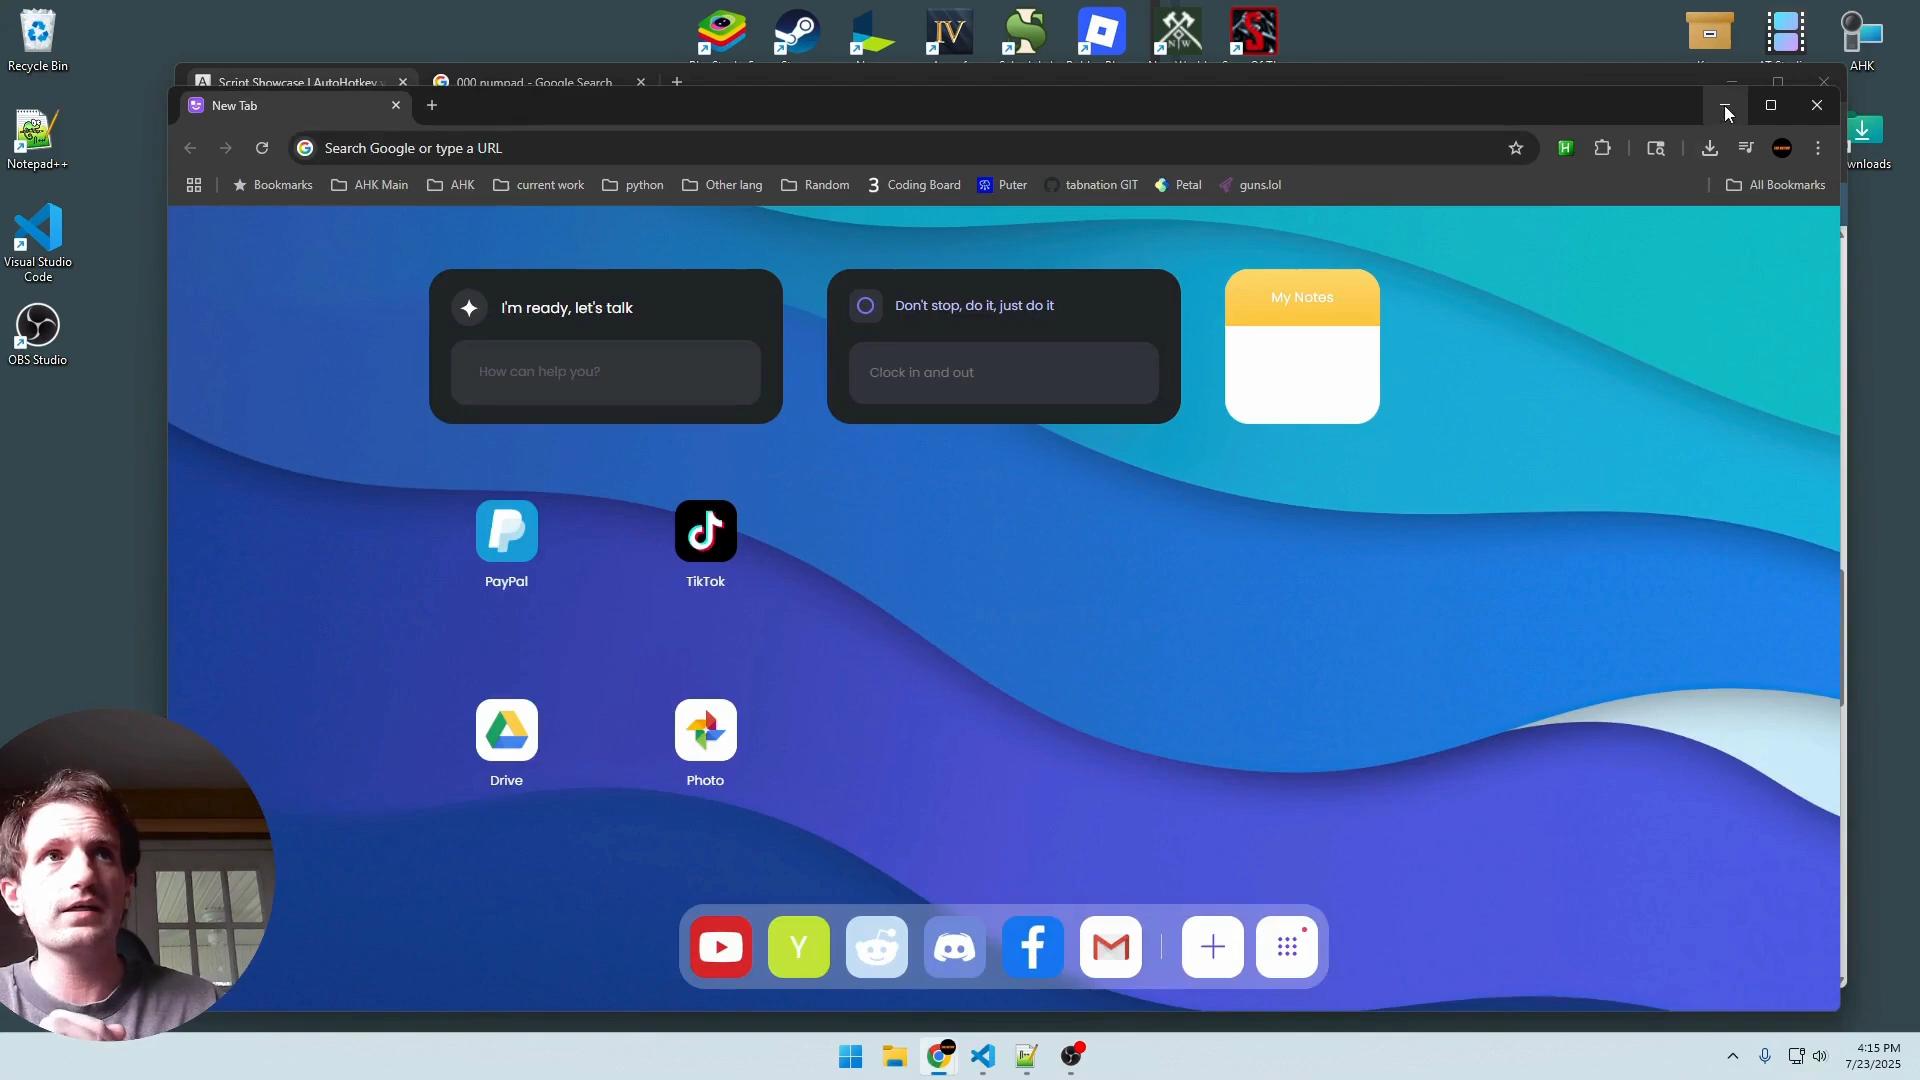 Recycle Bin
AHK
Script Showcase | AutoHotkey
000 numpad - Google Search
New Tab
Notepad++
Search Google or type a URL
Bookmarks
AHK Main
AHK
current work
python
Other lang
Random
Coding Board
Puter
tabnation GIT
Petal
guns.lol
All Bookmarks
Visual Studio
Code
I'm ready, let's talk
Don't stop, do it, just do it
My Notes
How can help you?
Clock in and out
OBS Studio
PayPal
TikTok
Drive
Photo
4:15 PM
7/23/2025